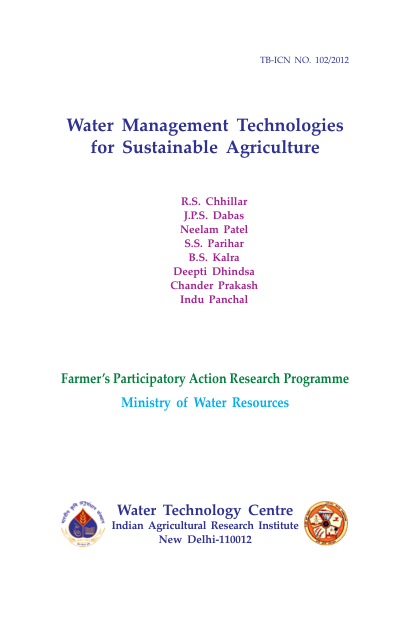 TB-ICN NO. 102/2012
Water Management Technologies
for Sustainable Agriculture
R.S. Chhillar
J.P.S. Dabas
Neelam Patel
S.S. Parihar
B.S. Kalra
Deepti Dhindsa
Chander Prakash
Indu Panchal
Farmer's Participatory Action Research Programme
Ministry of Water Resources
Water Technology Centre
Indian Agricultural Research Institute
New Delhi-110012